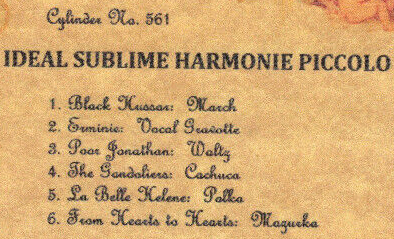 Cylinder No. 561
IDEAL SUBLIME HARMONIE PICCOLO
1. Black Hussar: March
2. Erminie: Vocal Gavotte
3. Poor Jonathan: Waltz
4. The Gondoliers: Cachuca
5. La Belle Helene: Polka
6. From Hearts to Hearts: Mazurka